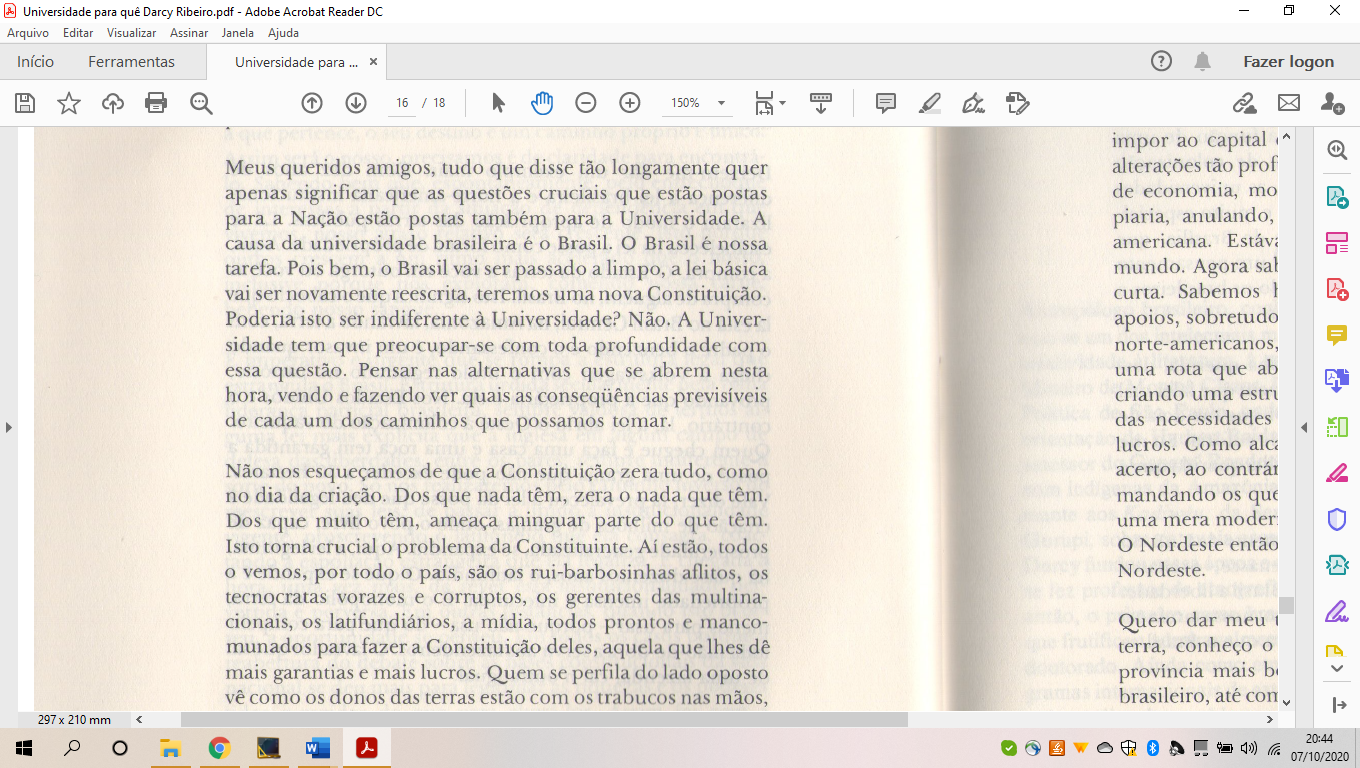 Universidade para quê Darcy Ribeiro.pdf - Adobe Acrobat Reader DC
Arquivo Editar Visualizar Assinar Janela Ajuda
Início Ferramentas Universidade para ... × Fazer logon
16 / 18 150%
Meus queridos amigos, tudo que disse tão longamente quer
apenas significar que as questões cruciais que estão postas
para a Nação estão postas também para a Universidade. A
causa da universidade brasileira é o Brasil. O Brasil é nossa
tarefa. Pois bem, o Brasil vai ser passado a limpo, a lei básica
vai ser novamente reescrita, teremos uma nova Constituição.
Poderia isto ser indiferente à Universidade? Não. A Univer-
sidade tem que preocupar-se com toda profundidade com
essa questão. Pensar nas alternativas que se abrem nesta
hora, vendo e fazendo ver quais as conseqüências previsíveis
de cada um dos caminhos que possamos tomar.
Não nos esqueçamos de que a Constituição zera tudo, como
no dia da criação. Dos que nada têm, zera o nada que têm.
Dos que muito têm, ameaça minguar parte do que têm.
Isto torna crucial o problema da Constituinte. Aí estão, todos
o vemos, por todo o país, são os rui-barbosinhas aflitos, os
tecnocratas vorazes e corruptos, os gerentes das multina-
cionais, os latifundiários, a mídia, todos prontos e manco-
munados para fazer a Constituição deles, aquela que lhes dê
mais garantias e mais lucros. Quem se perfila do lado oposto
vê como os donos das terras estão com os trabucos nas mãos,
impor ao capital
alterações tão prof
de economia, mo
piaria, anulando,
americana. Estáva
mundo. Agora sab
curta. Sabemos h
apoios, sobretudo
norte-americanos,
uma rota que ab
criando uma estru
das necessidades
lucros. Como alca
acerto, ao contrár
mandando os que
uma mera moder
O Nordeste então
Nordeste.
Quero dar meu t
terra, conheço o
província mais be
brasileiro, até com
297 x 210 mm
20:44
07/10/2020